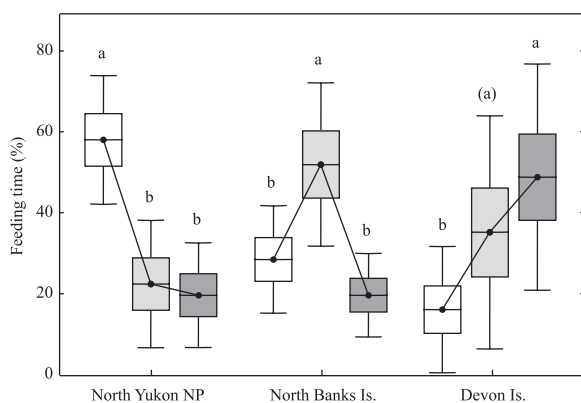 80
60
40
20
0
Feeding time (%)
a
b
b
b
a
b
b
(a)
a
North Yukon NP
North Banks Is.
Devon Is.